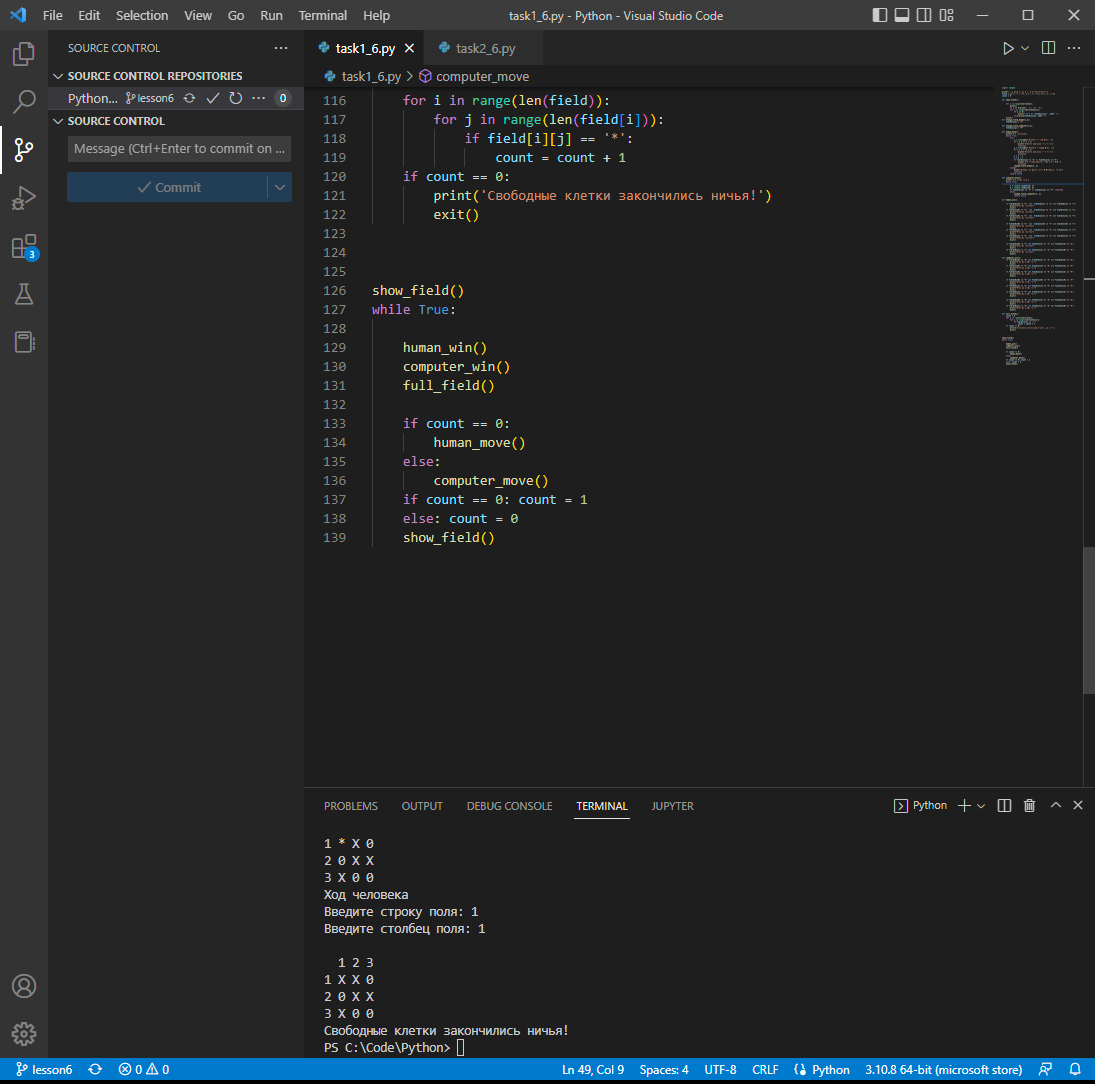 File Edit Selection View Go Run Terminal Help task1_6.py - Python - Visual Studio Code
SOURCE CONTROL
SOURCE CONTROL REPOSITORIES
Python... lesson6 0
SOURCE CONTROL
Message (Ctrl+Enter to commit on ...
Commit
3
task1_6.py task2_6.py
task1_6.py > computer_move
116 for i in range(len(field)):
117 for j in range(len(field[i])):
118 if field[i][j] == '*':
119 count = count + 1
120 if count == 0:
121 print('Свободные клетки закончились ничья!')
122 exit()
123
124
125
126 show_field()
127 while True:
128
129 human_win()
130 computer_win()
131 full_field()
132
133 if count == 0:
134 human_move()
135 else:
136 computer_move()
137 if count == 0: count = 1
138 else: count = 0
139 show_field()
PROBLEMS OUTPUT DEBUG CONSOLE TERMINAL JUPYTER Python
1 * X 0
2 0 X X
3 X 0 0
Ход человека
Введите строку поля: 1
Введите столбец поля: 1
1 2 3
1 X X 0
2 0 X X
3 X 0 0
Свободные клетки закончились ничья!
PS C:\Code\Python>
lesson6 0 0 Ln 49, Col 9 Spaces: 4 UTF-8 CRLF Python 3.10.8 64-bit (microsoft store)